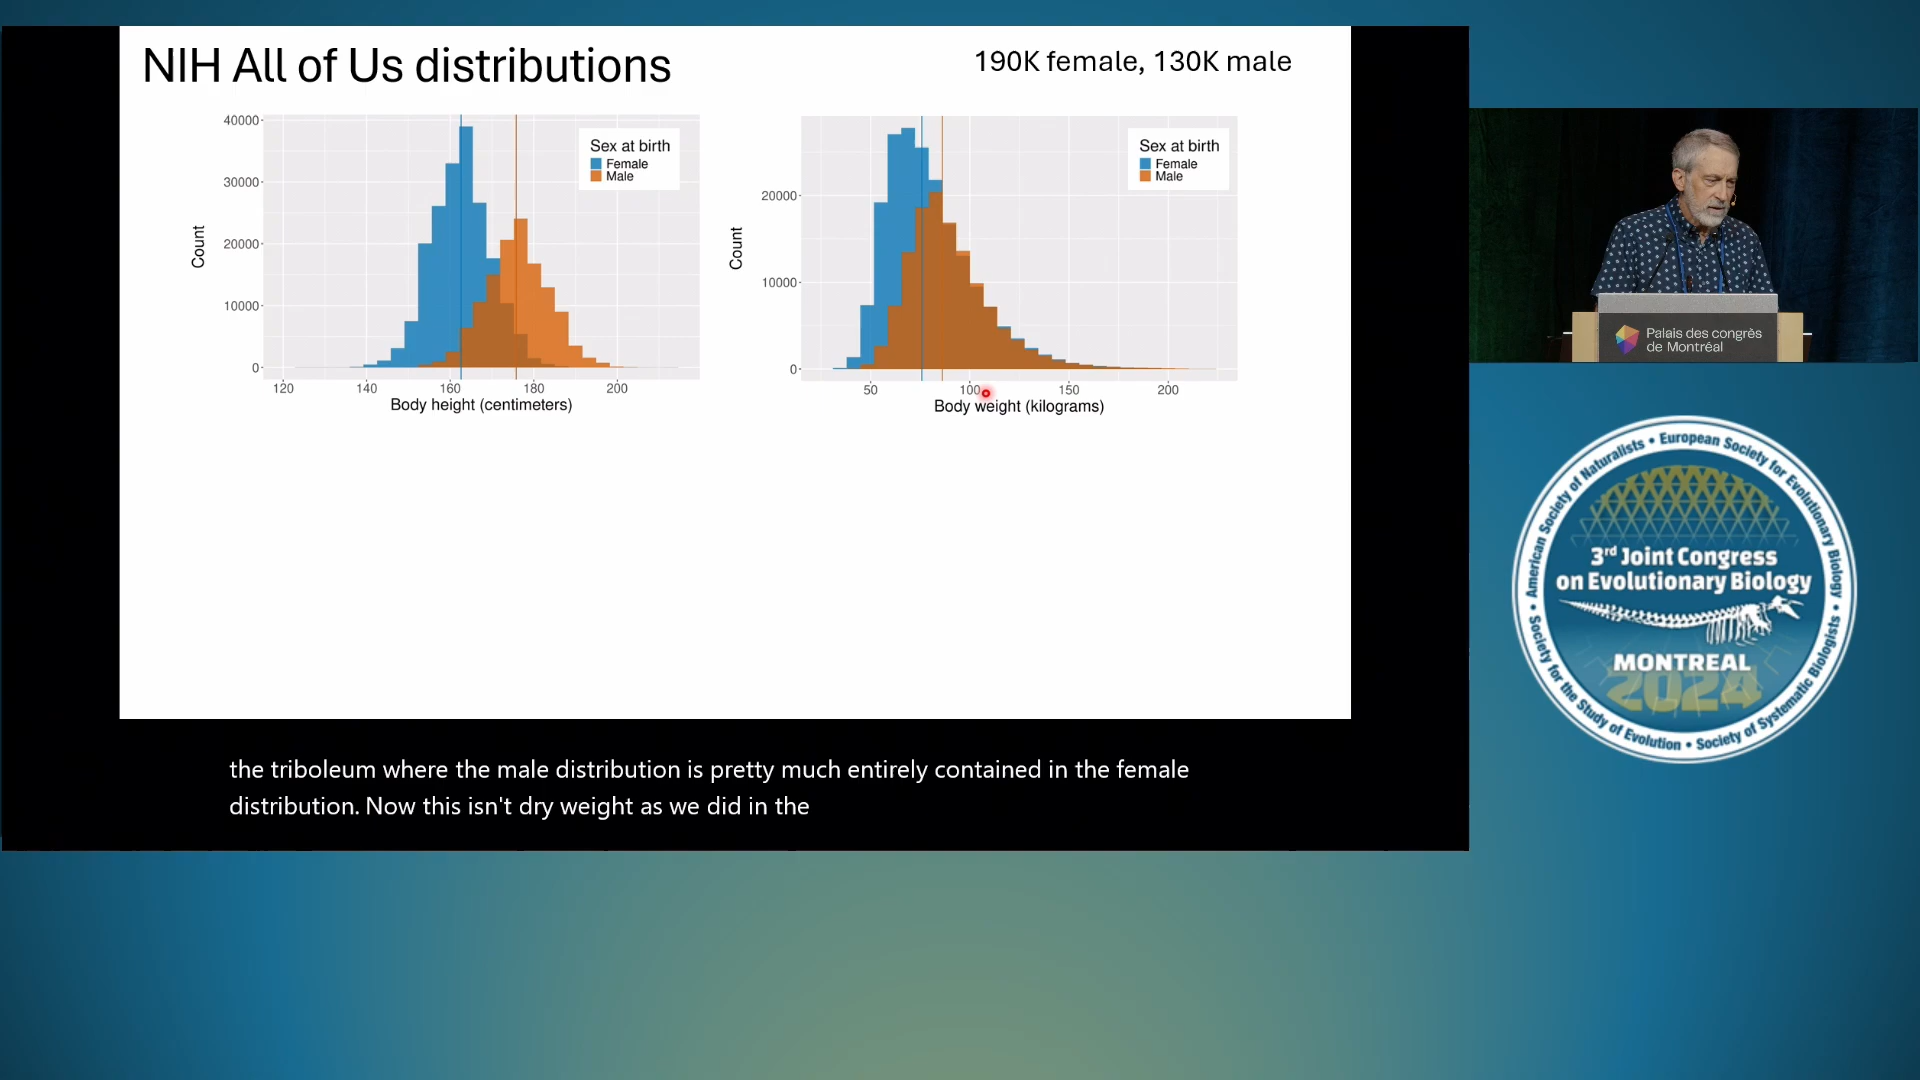 NIH All of Us distributions
190K female, 130K male
40000
30000
20000
10000
0
Count
120
140
160
180
200
Body height (centimeters)
Sex at birth
Female
Male
20000
10000
0
Count
50
100
150
200
Body weight (kilograms)
Sex at birth
Female
Male
the triboleum where the male distribution is pretty much entirely contained in the female
distribution. Now this isn't dry weight as we did in the
Palais des congrès
de Montréal
American Society of Naturalists • European Society for Evolutionary Biology •
Society for the Study of Evolution • Society of Systematic Biologists •
3rd Joint Congress
on Evolutionary Biology
MONTREAL
2024